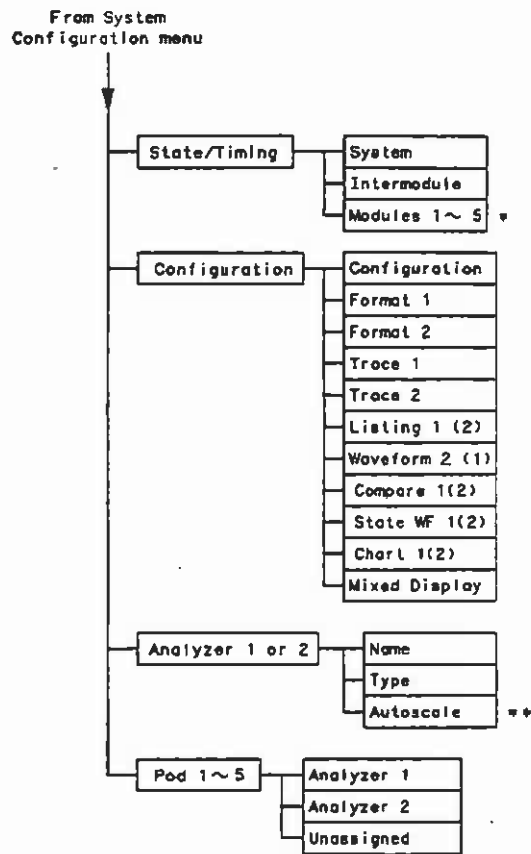 From System
Configuration menu
State/Timing
System
Intermodule
Modules 1~ 5 *
Configuration
Configuration
Format 1
Format 2
Trace 1
Trace 2
Listing 1 (2)
Waveform 2 (1)
Compare 1(2)
State WF 1(2)
Chart 1(2)
Mixed Display
Analyzer 1 or 2
Name
Type
Autoscale **
Pod 1~ 5
Analyzer 1
Analyzer 2
Unassigned